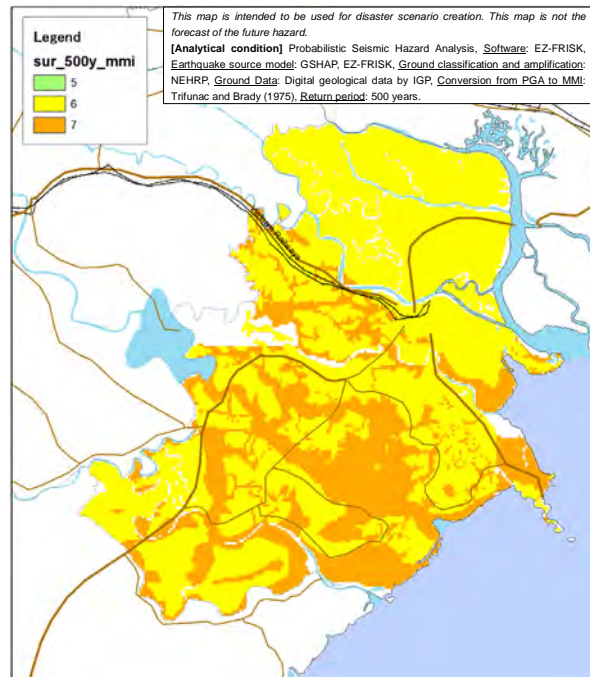 Legend
sur_500y_mmi
5
6
7
This map is intended to be used for disaster scenario creation. This map is not the
forecast of the future hazard.
[Analytical condition] Probabilistic Seismic Hazard Analysis, Software: EZ-FRISK,
Earthquake source model: GSHAP, EZ-FRISK, Ground classification and amplification:
NEHRP, Ground Data: Digital geological data by IGP, Conversion from PGA to MMI:
Trifunac and Brady (1975), Return period: 500 years.